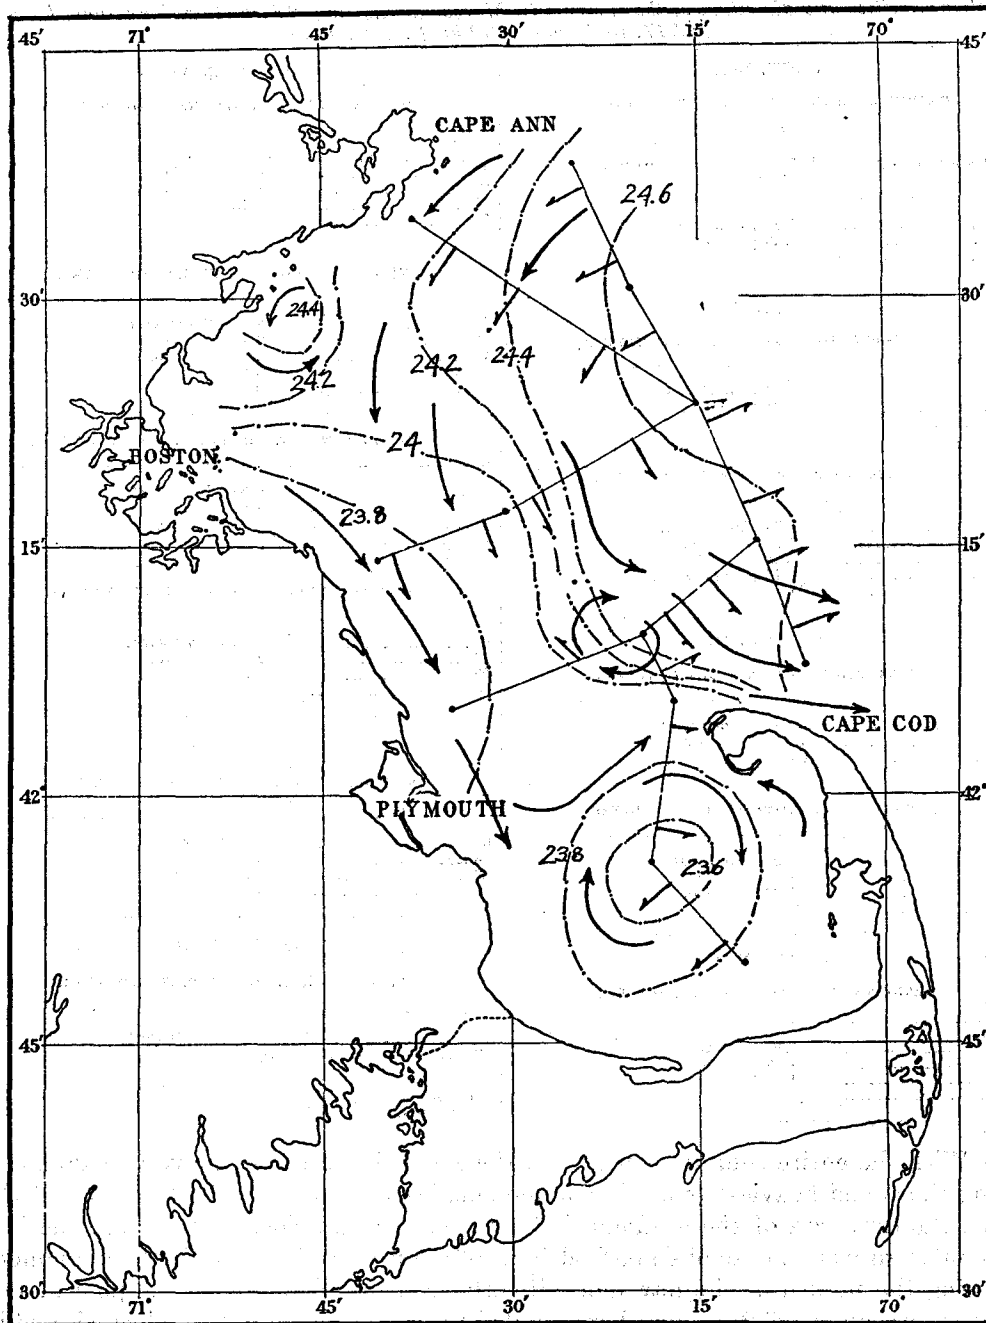 45′ 71° 45′ 30′ 15′ 70° 45′
CAPE ANN
24.6
30′ 30′
24.4
24.2 24.4
24.2
24
BOSTON
23.8
15′ 15′
CAPE COD
42° 42°
PLYMOUTH
23.8 23.6
45′ 45′
30′ 30′
71° 45′ 30′ 15′ 70°